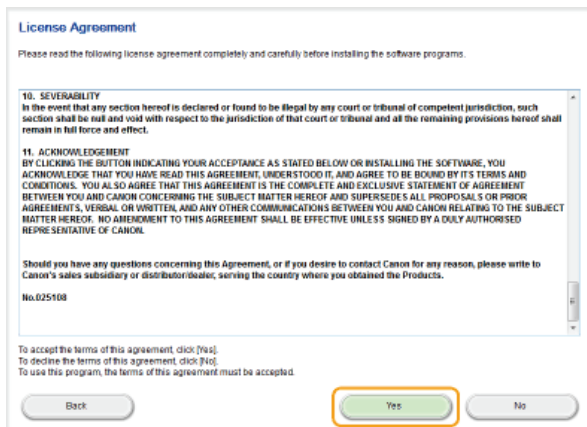 License Agreement
Please read the following license agreement completely and carefully before installing the software programs.
10. SEVERABILITY
In the event that any section hereof is declared or found to be illegal by any court or tribunal of competent jurisdiction, such
section shall be null and void with respect to the jurisdiction of that court or tribunal and all the remaining provisions hereof shall
remain in full force and effect.
11. ACKNOWLEDGEMENT
BY CLICKING THE BUTTON INDICATING YOUR ACCEPTANCE AS STATED BELOW OR INSTALLING THE SOFTWARE, YOU
ACKNOWLEDGE THAT YOU HAVE READ THIS AGREEMENT, UNDERSTOOD IT, AND AGREE TO BE BOUND BY ITS TERMS AND
CONDITIONS. YOU ALSO AGREE THAT THIS AGREEMENT IS THE COMPLETE AND EXCLUSIVE STATEMENT OF AGREEMENT
BETWEEN YOU AND CANON CONCERNING THE SUBJECT MATTER HEREOF AND SUPERSEDES ALL PROPOSALS OR PRIOR
AGREEMENTS, VERBAL OR WRITTEN, AND ANY OTHER COMMUNICATIONS BETWEEN YOU AND CANON RELATING TO THE SUBJECT
MATTER HEREOF. NO AMENDMENT TO THIS AGREEMENT SHALL BE EFFECTIVE UNLESS SIGNED BY A DULY AUTHORISED
REPRESENTATIVE OF CANON.
Should you have any questions concerning this Agreement, or if you desire to contact Canon for any reason, please write to
Canon's sales subsidiary or distributor/dealer, serving the country where you obtained the Products.
No.025108
To accept the terms of this agreement, click [Yes].
To decline the terms of this agreement, click [No].
To use this program, the terms of this agreement must be accepted.
Back Yes No